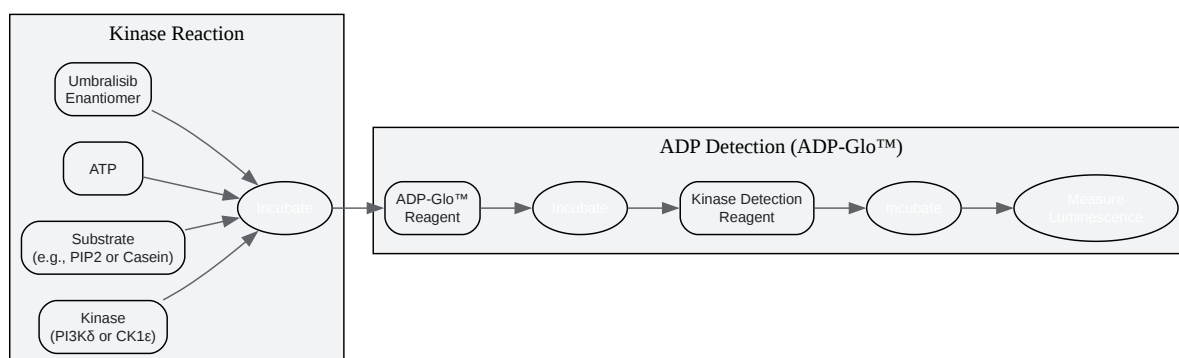 Kinase Reaction
Umbralisib
Enantiomer
ATP
Substrate
(e.g., PIP2 or Casein)
Kinase
(PI3Kδ or CK1ε)
Incubate
ADP Detection (ADP-Glo™)
ADP-Glo™
Reagent
Incubate
Kinase Detection
Reagent
Incubate
Measure
Luminescence